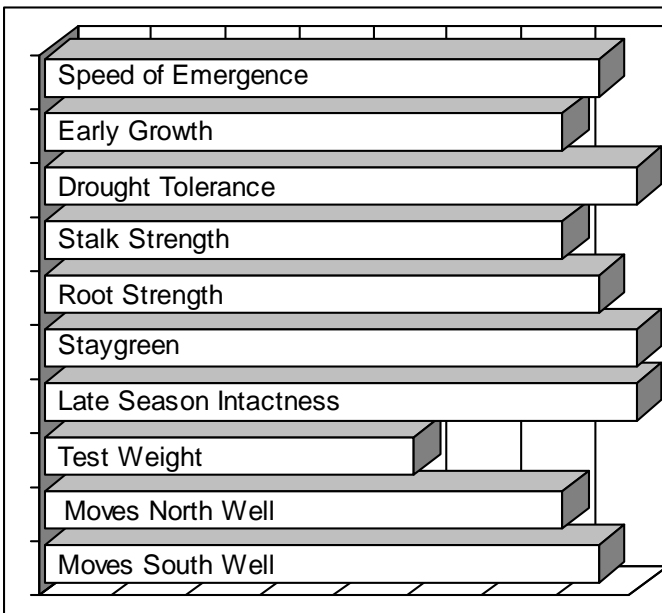 Speed of Emergence
Early Growth
Drought Tolerance
Stalk Strength
Root Strength
Staygreen
Late Season Intactness
Test Weight
Moves North Well
Moves South Well